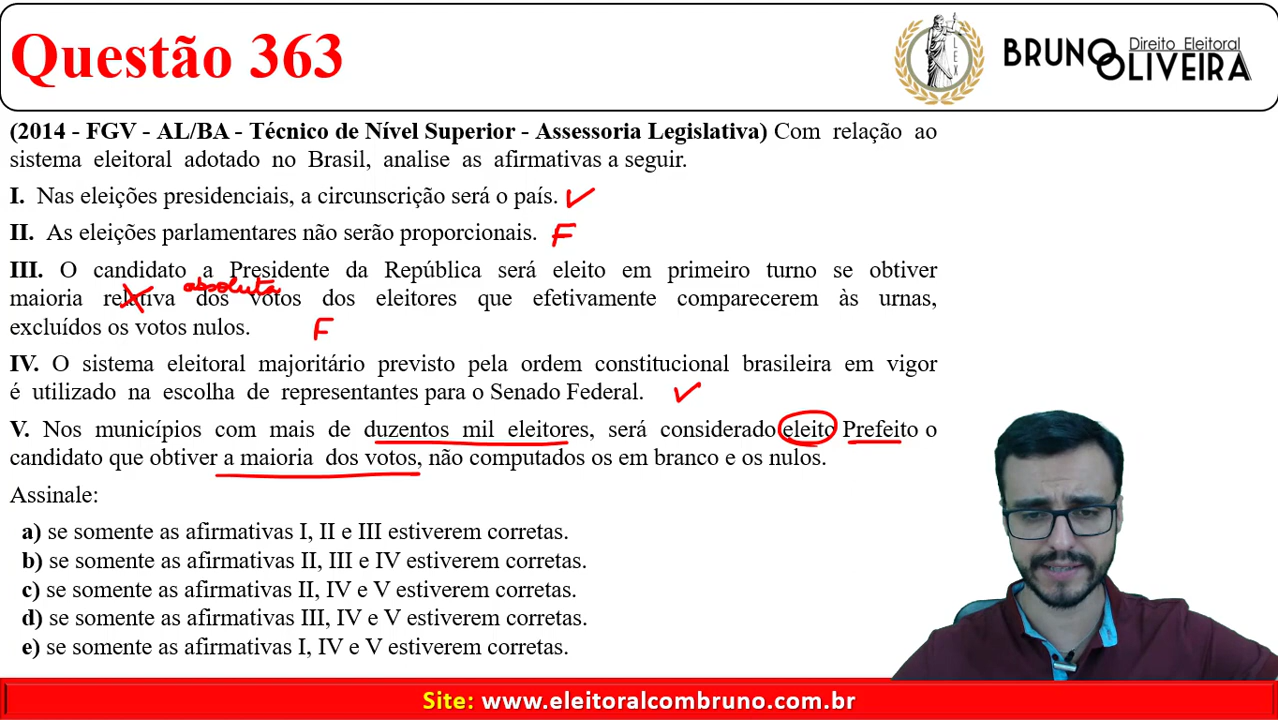 Questão 363
LEX
BRUNO Direito Eleitoral
OLIVEIRA
(2014 - FGV - AL/BA - Técnico de Nível Superior - Assessoria Legislativa) Com relação ao
sistema eleitoral adotado no Brasil, analise as afirmativas a seguir.
I. Nas eleições presidenciais, a circunscrição será o país.
II. As eleições parlamentares não serão proporcionais. F
III. O candidato a Presidente da República será eleito em primeiro turno se obtiver
absoluta
maioria relativa dos votos dos eleitores que efetivamente comparecerem às urnas,
excluídos os votos nulos. F
IV. O sistema eleitoral majoritário previsto pela ordem constitucional brasileira em vigor
é utilizado na escolha de representantes para o Senado Federal.
V. Nos municípios com mais de duzentos mil eleitores, será considerado eleito Prefeito o
candidato que obtiver a maioria dos votos, não computados os em branco e os nulos.
Assinale:
a) se somente as afirmativas I, II e III estiverem corretas.
b) se somente as afirmativas II, III e IV estiverem corretas.
c) se somente as afirmativas II, IV e V estiverem corretas.
d) se somente as afirmativas III, IV e V estiverem corretas.
e) se somente as afirmativas I, IV e V estiverem corretas.
Site: www.eleitoralcombruno.com.br